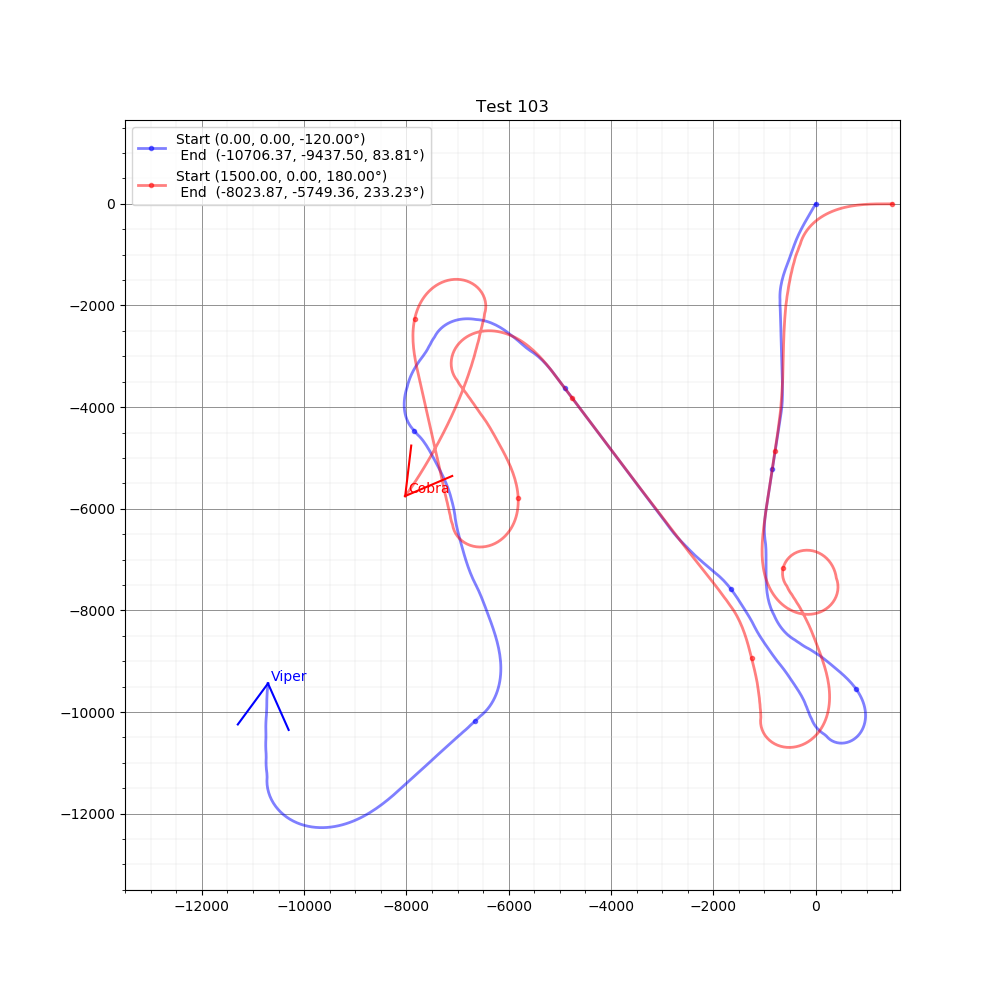 Test 103
Start (0.00, 0.00, -120.00°)
End (-10706.37, -9437.50, 83.81°)
Start (1500.00, 0.00, 180.00°)
End (-8023.87, -5749.36, 233.23°)
0
−2000
−4000
−6000
−8000
−10000
−12000
Cobra
Viper
−12000 −10000 −8000 −6000 −4000 −2000 0